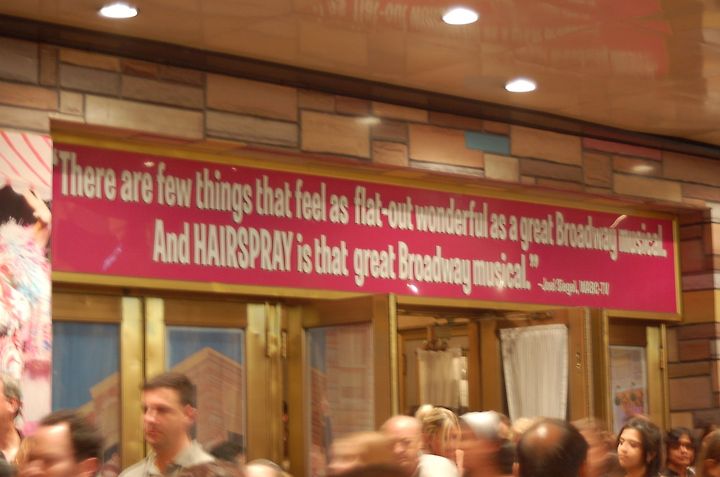 "There are few things that feel as flat-out wonderful as a great Broadway musical.
And HAIRSPRAY is that great Broadway musical."
–Joel Siegel, WABC-TV